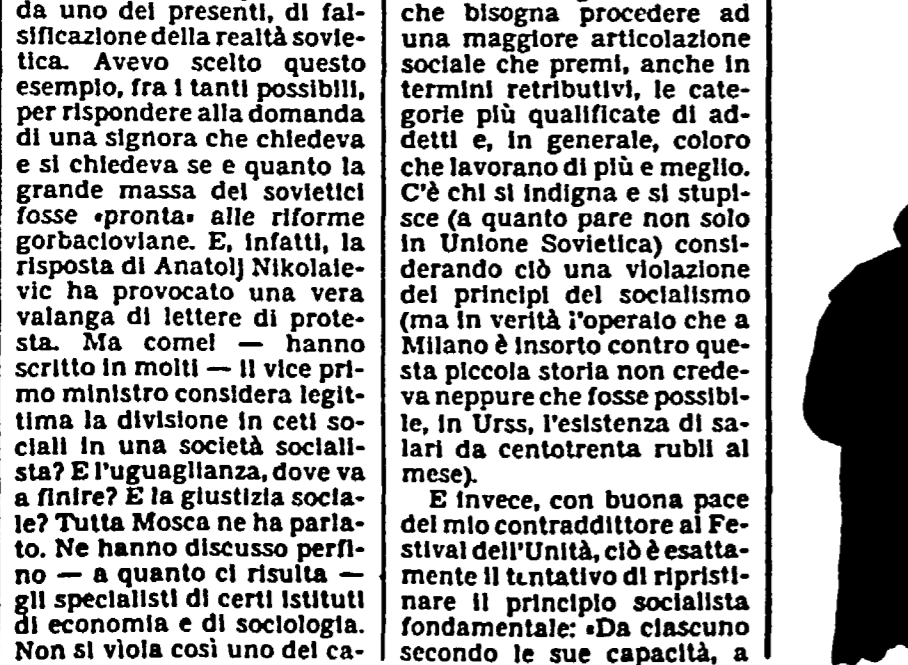 da uno dei presenti, di fal-
sificazione della realtà sovie-
tica. Avevo scelto questo
esempio, fra i tanti possibili,
per rispondere alla domanda
di una signora che chiedeva
e si chiedeva se e quanto la
grande massa dei sovietici
fosse «pronta» alle riforme
gorbacioviane. E, infatti, la
risposta di Anatolj Nikolaie-
vic ha provocato una vera
valanga di lettere di prote-
sta. Ma come! — hanno
scritto in molti — il vice pri-
mo ministro considera legit-
tima la divisione in ceti so-
ciali in una società sociali-
sta? E l'uguaglianza, dove va
a finire? E la giustizia socia-
le? Tutta Mosca ne ha parla-
to. Ne hanno discusso perfi-
no — a quanto ci risulta —
gli specialisti di certi istituti
di economia e di sociologia.
Non si vìola così uno dei ca-
che bisogna procedere ad
una maggiore articolazione
sociale che premi, anche in
termini retributivi, le cate-
gorie più qualificate di ad-
detti e, in generale, coloro
che lavorano di più e meglio.
C'è chi si indigna e si stupi-
sce (a quanto pare non solo
in Unione Sovietica) consi-
derando ciò una violazione
dei principi del socialismo
(ma in verità l'operaio che a
Milano è insorto contro que-
sta piccola storia non crede-
va neppure che fosse possibi-
le, in Urss, l'esistenza di sa-
lari da centotrenta rubli al
mese).
E invece, con buona pace
del mio contraddittore al Fe-
stival dell'Unità, ciò è esatta-
mente il tentativo di ripristi-
nare il principio socialista
fondamentale: «Da ciascuno
secondo le sue capacità, a